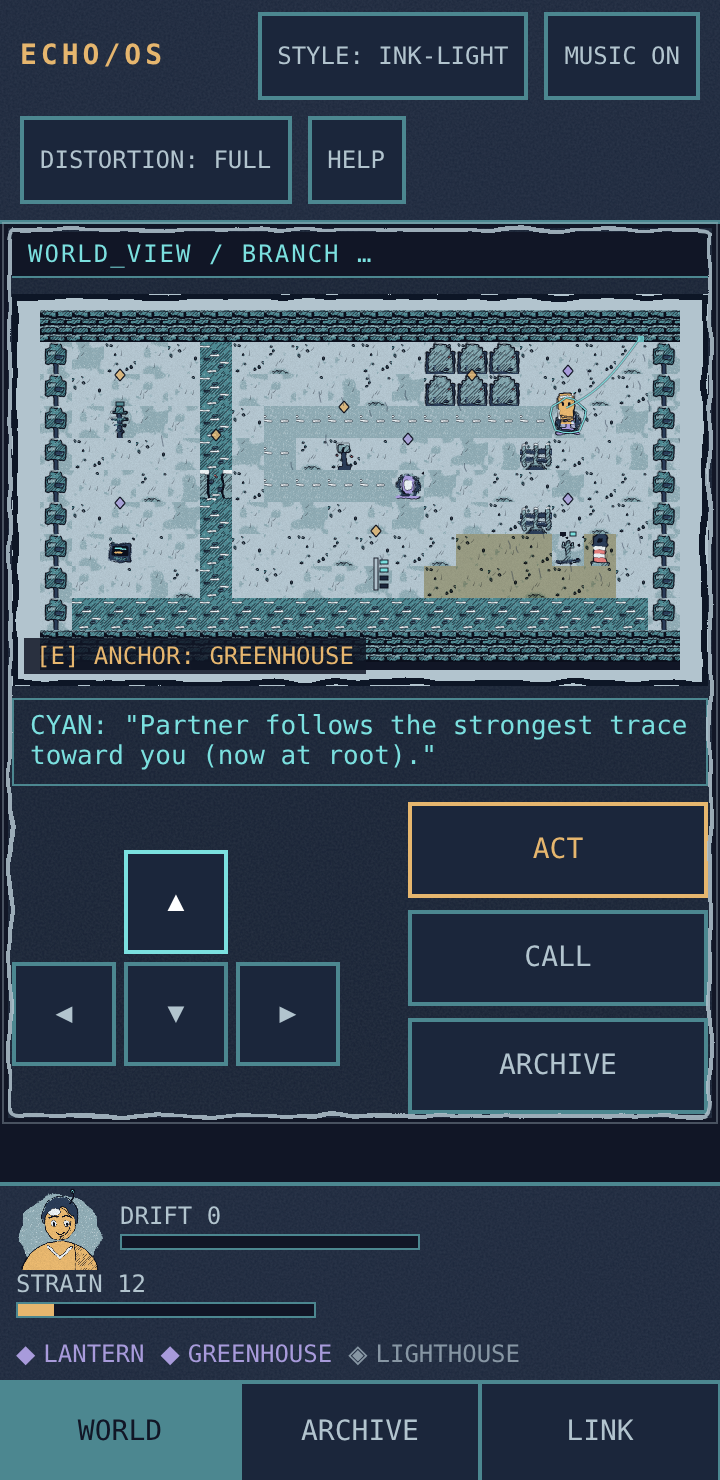 ECHO/OS
STYLE: INK-LIGHT
MUSIC ON
DISTORTION: FULL
HELP
WORLD_VIEW / BRANCH …
[E] ANCHOR: GREENHOUSE
CYAN: "Partner follows the strongest trace
toward you (now at root)."
ACT
CALL
ARCHIVE
DRIFT 0
STRAIN 12
LANTERN GREENHOUSE LIGHTHOUSE
WORLD
ARCHIVE
LINK